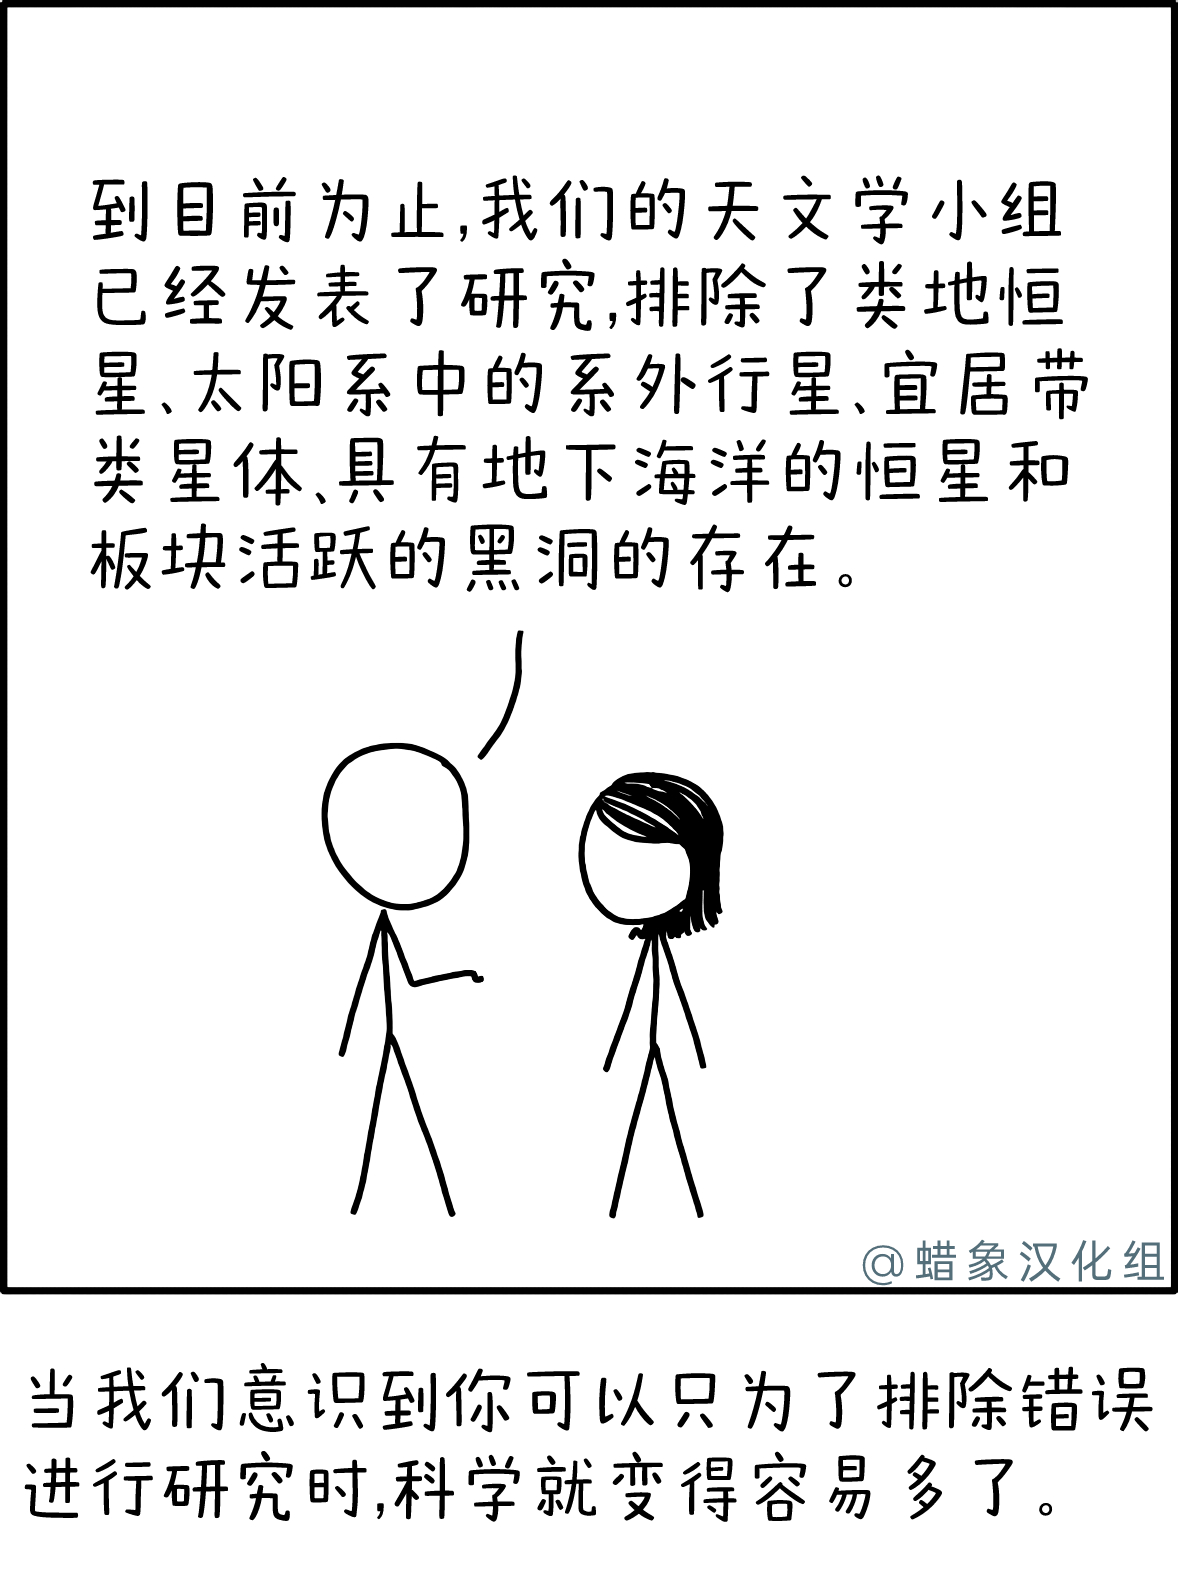 到目前为止,我们的天文学小组
已经发表了研究,排除了类地恒
星、太阳系中的系外行星、宜居带
类星体、具有地下海洋的恒星和
板块活跃的黑洞的存在。
@蜡象汉化组
当我们意识到你可以只为了排除错误
进行研究时,科学就变得容易多了。